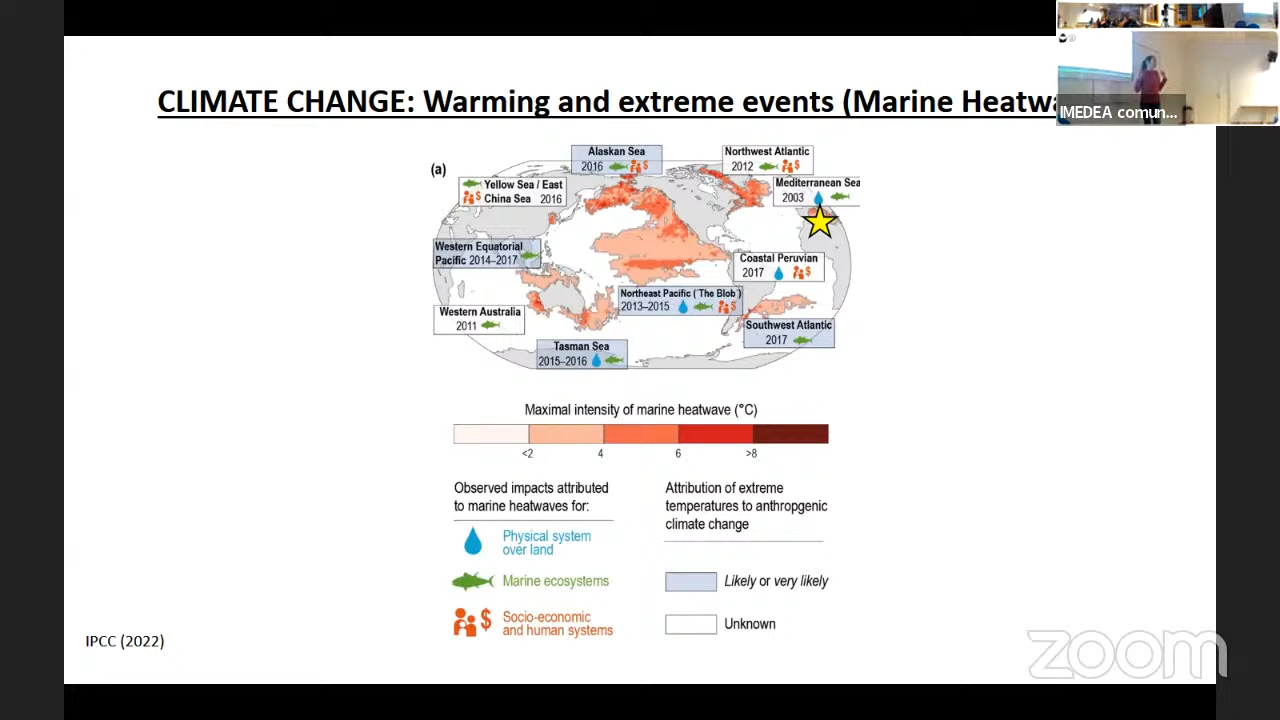 CLIMATE CHANGE: Warming and extreme events (Marine Heatwa
IMEDEA comun...
(a)
Alaskan Sea
2016
Northwest Atlantic
2012
Yellow Sea / East
China Sea 2016
Mediterranean Sea
2003
Western Equatorial
Pacific 2014–2017
Coastal Peruvian
2017
Northeast Pacific ('The Blob')
2013–2015
Western Australia
2011
Southwest Atlantic
2017
Tasman Sea
2015–2016
Maximal intensity of marine heatwave (°C)
<2 4 6 >8
Observed impacts attributed
to marine heatwaves for:
Physical system
over land
Marine ecosystems
Socio-economic
and human systems
Attribution of extreme
temperatures to anthropgenic
climate change
Likely or very likely
Unknown
IPCC (2022)
zoom